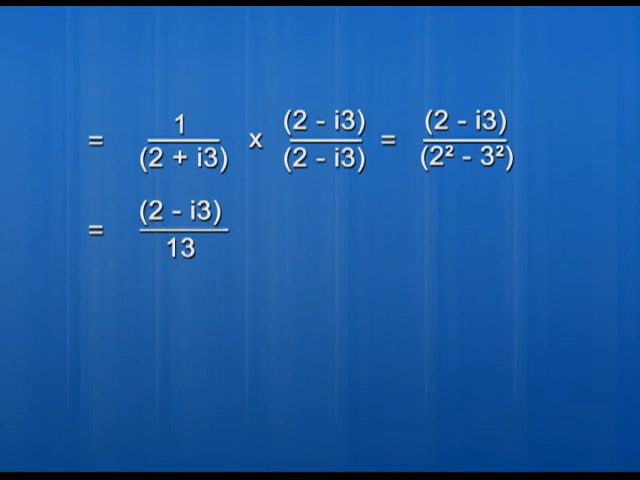 = 1/(2 + i3) x (2 - i3)/(2 - i3) = (2 - i3)/(2² - 3²)
= (2 - i3)/13